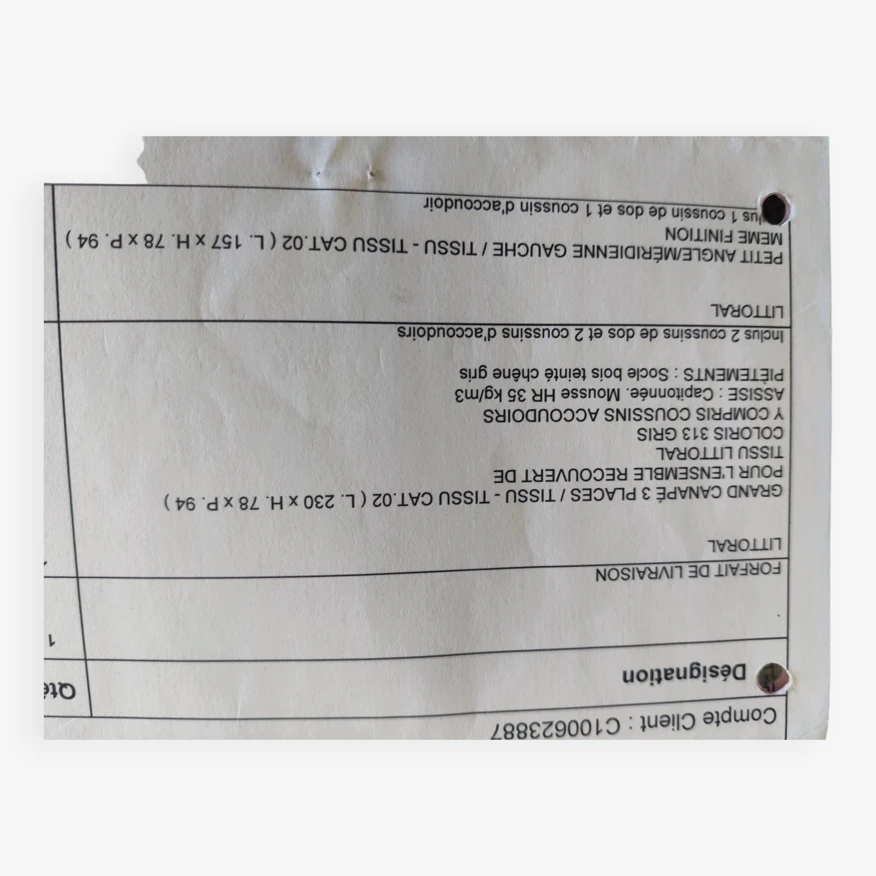 Compte Client : C100623887
Désignation
Qté
FORFAIT DE LIVRAISON
1
LITTORAL
GRAND CANAPÉ 3 PLACES / TISSU - TISSU CAT.02 ( L. 230 x H. 78 x P. 94 )
POUR L'ENSEMBLE RECOUVERT DE
TISSU LITTORAL
COLORIS 313 GRIS
Y COMPRIS COUSSINS ACCOUDOIRS
ASSISE : Capitonnée. Mousse HR 35 kg/m3
PIÈTEMENTS : Socle bois teinté chêne gris
Inclus 2 coussins de dos et 2 coussins d'accoudoirs
LITTORAL
PETIT ANGLE/MÉRIDIENNE GAUCHE / TISSU - TISSU CAT.02 ( L. 157 x H. 78 x P. 94 )
MEME FINITION
1 coussin de dos et 1 coussin d'accoudoir